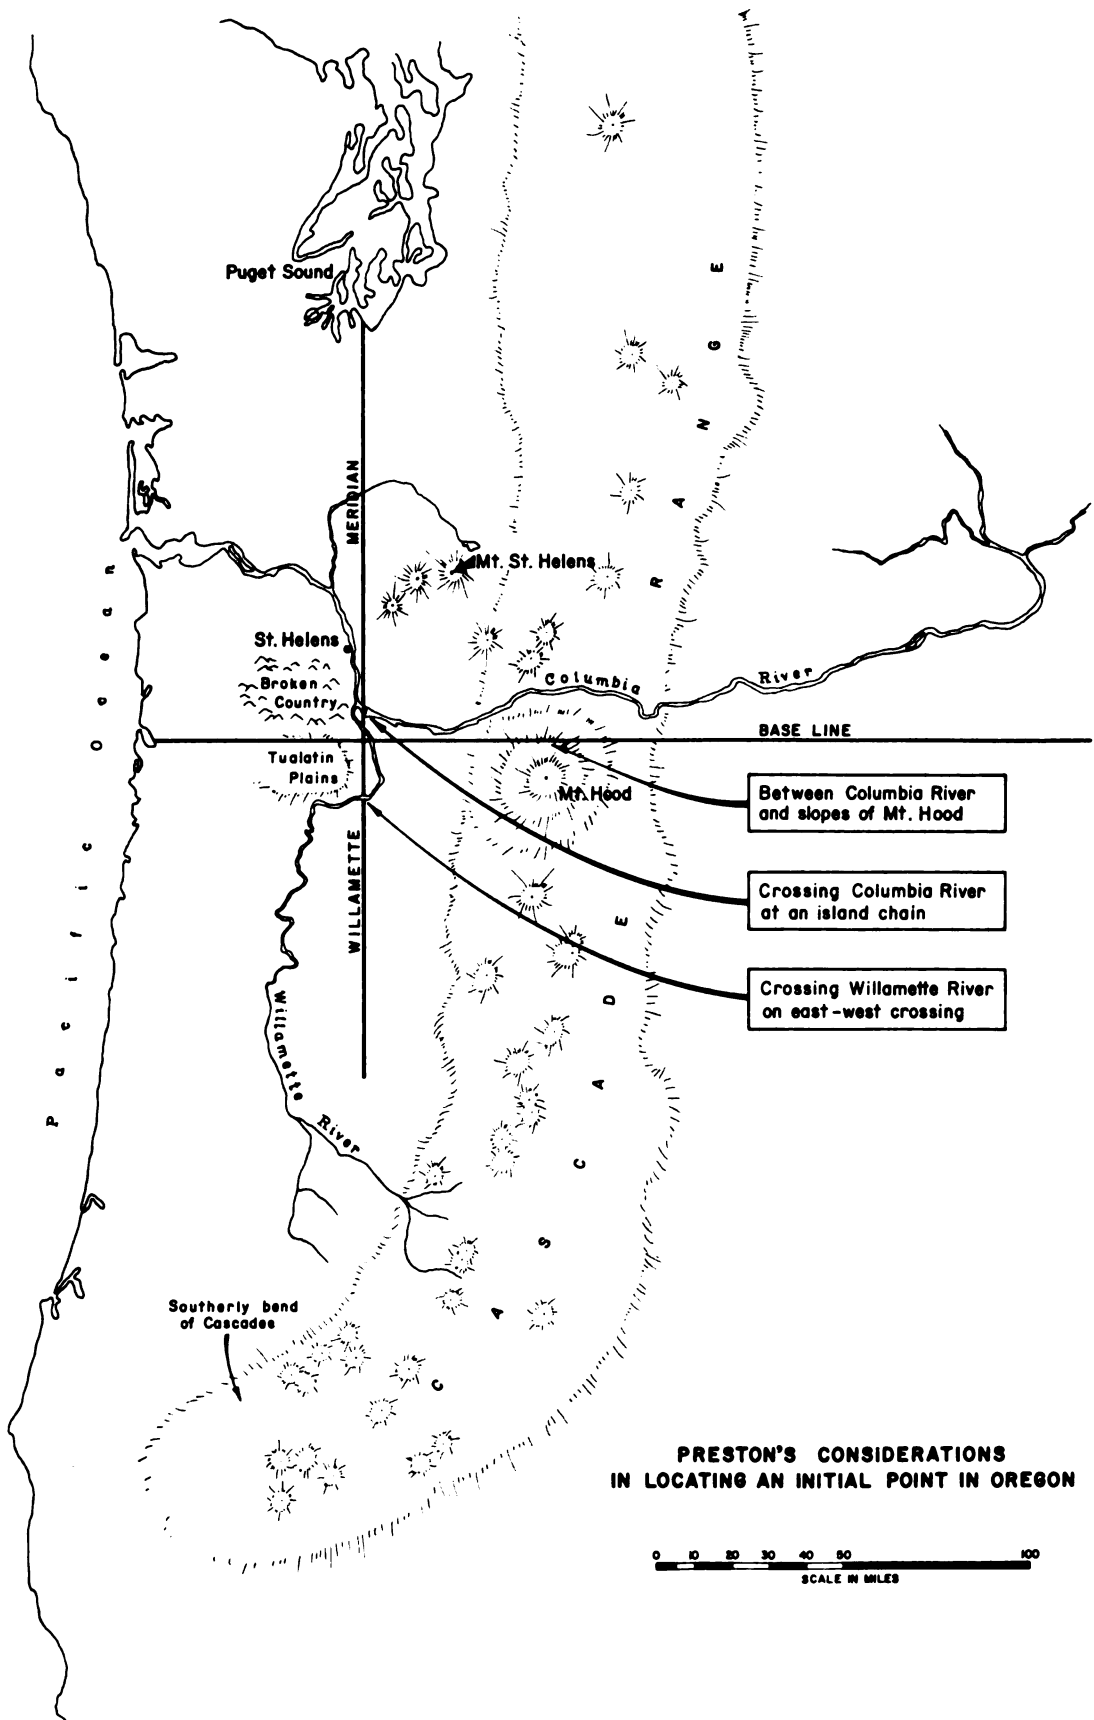 Puget Sound
CASCADE RANGE
MERIDIAN
Mt. St. Helens
St. Helens
Broken
Country
Columbia River
BASE LINE
Tualatin
Plains
Mt. Hood
Between Columbia River
and slopes of Mt. Hood
Pacific Ocean
WILLAMETTE
Crossing Columbia River
at an island chain
Crossing Willamette River
on east-west crossing
Willamette River
Southerly bend
of Cascades
PRESTON'S CONSIDERATIONS
IN LOCATING AN INITIAL POINT IN OREGON
0 10 20 30 40 50 100
SCALE IN MILES